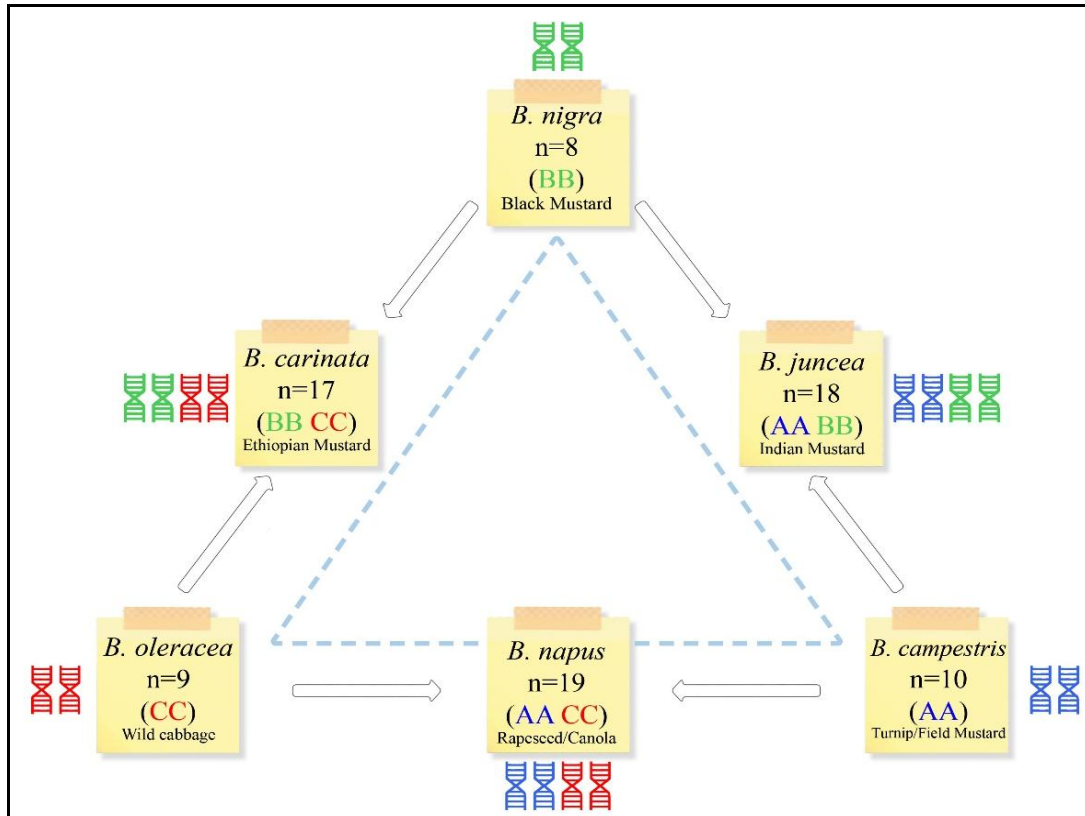 B. nigra
n=8
(BB)
Black Mustard
B. carinata
n=17
(BB CC)
Ethiopian Mustard
B. juncea
n=18
(AA BB)
Indian Mustard
B. oleracea
n=9
(CC)
Wild cabbage
B. napus
n=19
(AA CC)
Rapeseed/Canola
B. campestris
n=10
(AA)
Turnip/Field Mustard